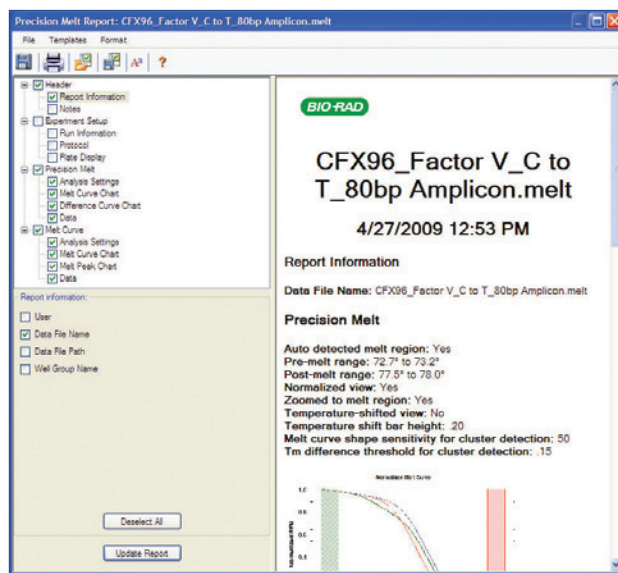 Precision Melt Report: CFX96_Factor V_C to T_80bp Amplicon.melt
File Templates Format
Header
Report Information
Notes
Experiment Setup
Run Information
Protocol
Plate Display
Precision Melt
Analysis Settings
Melt Curve Chart
Difference Curve Chart
Data
Melt Curve
Analysis Settings
Melt Curve Chart
Melt Peak Chart
Data
Report information:
User
Data File Name
Data File Path
Well Group Name
Deselect All
Update Report
BIO-RAD
CFX96_Factor V_C to
T_80bp Amplicon.melt
4/27/2009 12:53 PM
Report Information
Data File Name: CFX96_Factor V_C to T_80bp Amplicon.melt
Precision Melt
Auto detected melt region: Yes
Pre-melt range: 72.7° to 73.2°
Post-melt range: 77.5° to 78.0°
Normalized view: Yes
Zoomed to melt region: Yes
Temperature-shifted view: No
Temperature shift bar height: .20
Melt curve shape sensitivity for cluster detection: 50
Tm difference threshold for cluster detection: .15
Normalized Melt Curve
1.0
0.8
0.6
0.4